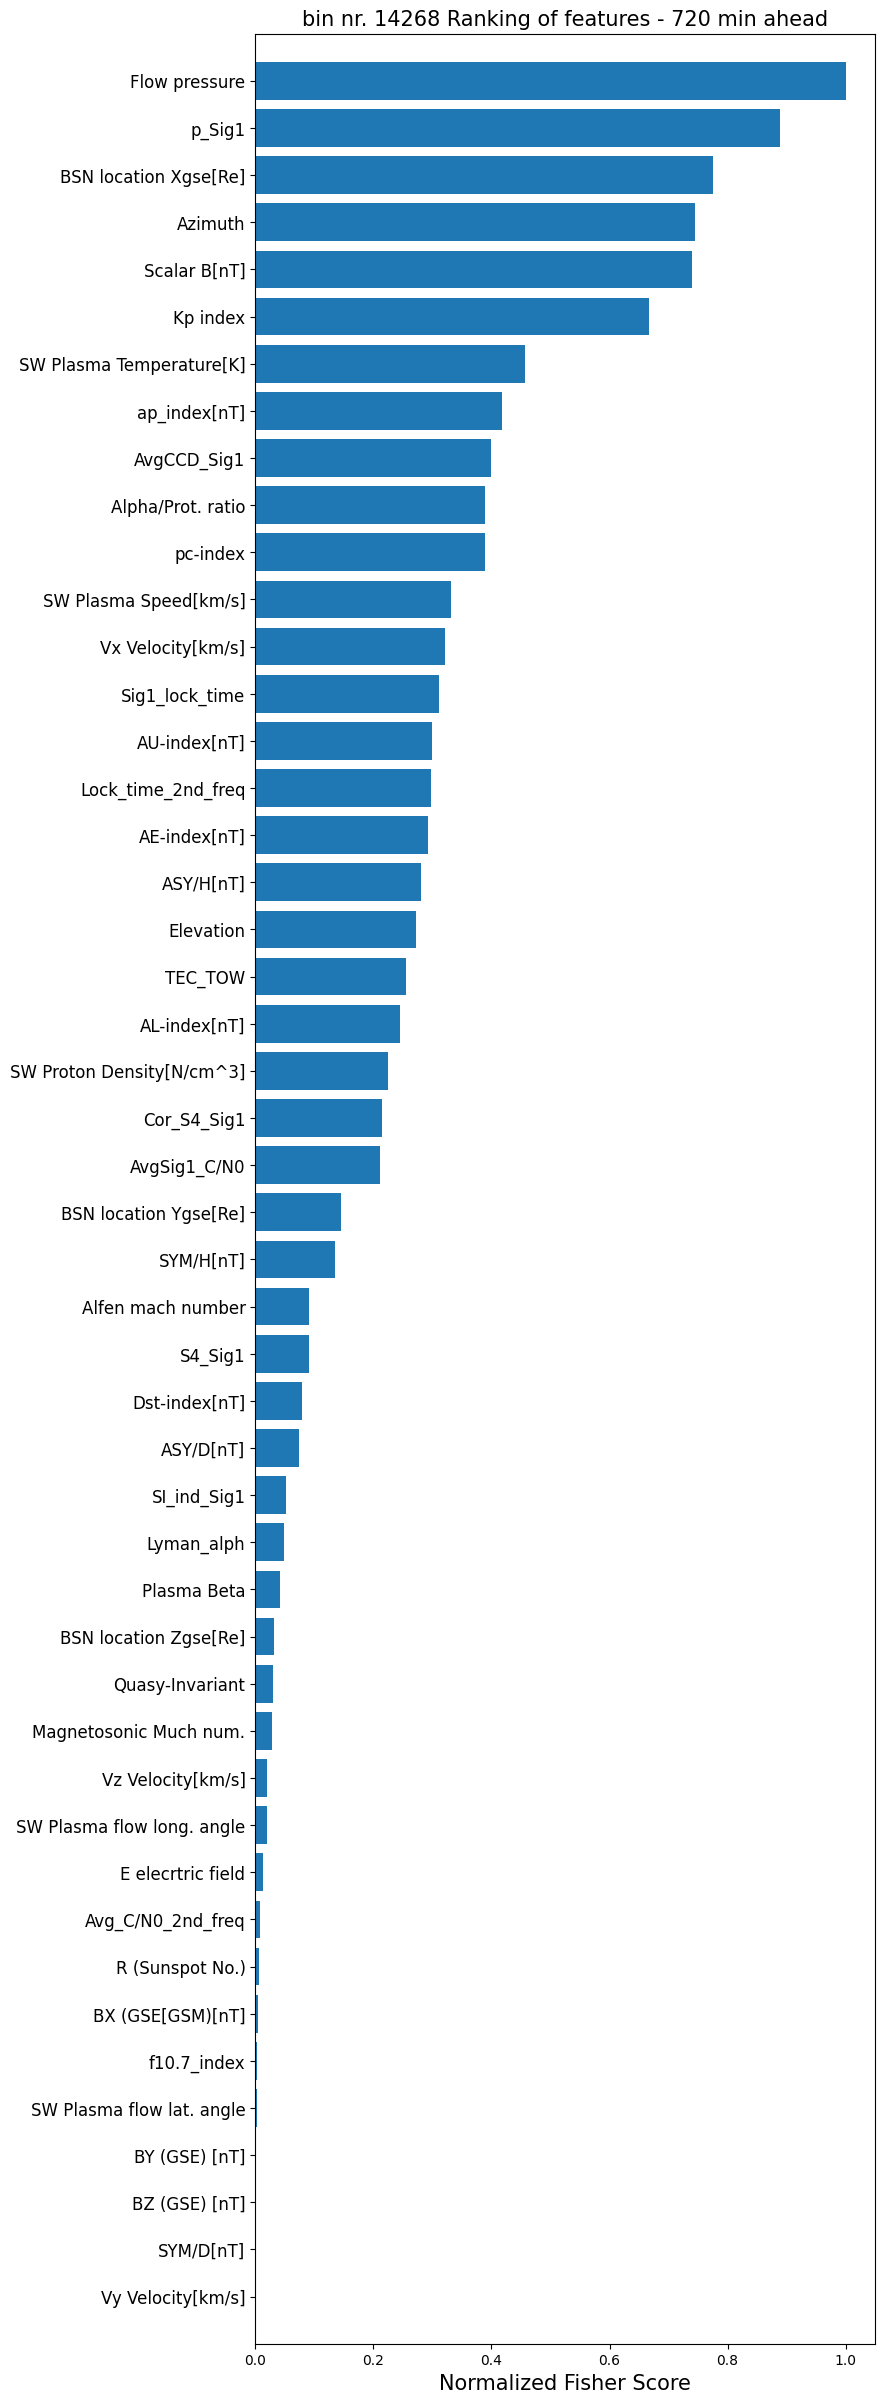 bin nr. 14268 Ranking of features - 720 min ahead
Flow pressure
p_Sig1
BSN location Xgse[Re]
Azimuth
Scalar B[nT]
Kp index
SW Plasma Temperature[K]
ap_index[nT]
AvgCCD_Sig1
Alpha/Prot. ratio
pc-index
SW Plasma Speed[km/s]
Vx Velocity[km/s]
Sig1_lock_time
AU-index[nT]
Lock_time_2nd_freq
AE-index[nT]
ASY/H[nT]
Elevation
TEC_TOW
AL-index[nT]
SW Proton Density[N/cm^3]
Cor_S4_Sig1
AvgSig1_C/N0
BSN location Ygse[Re]
SYM/H[nT]
Alfen mach number
S4_Sig1
Dst-index[nT]
ASY/D[nT]
SI_ind_Sig1
Lyman_alph
Plasma Beta
BSN location Zgse[Re]
Quasy-Invariant
Magnetosonic Much num.
Vz Velocity[km/s]
SW Plasma flow long. angle
E elecrtric field
Avg_C/N0_2nd_freq
R (Sunspot No.)
BX (GSE[GSM)[nT]
f10.7_index
SW Plasma flow lat. angle
BY (GSE) [nT]
BZ (GSE) [nT]
SYM/D[nT]
Vy Velocity[km/s]
0.0 0.2 0.4 0.6 0.8 1.0
Normalized Fisher Score